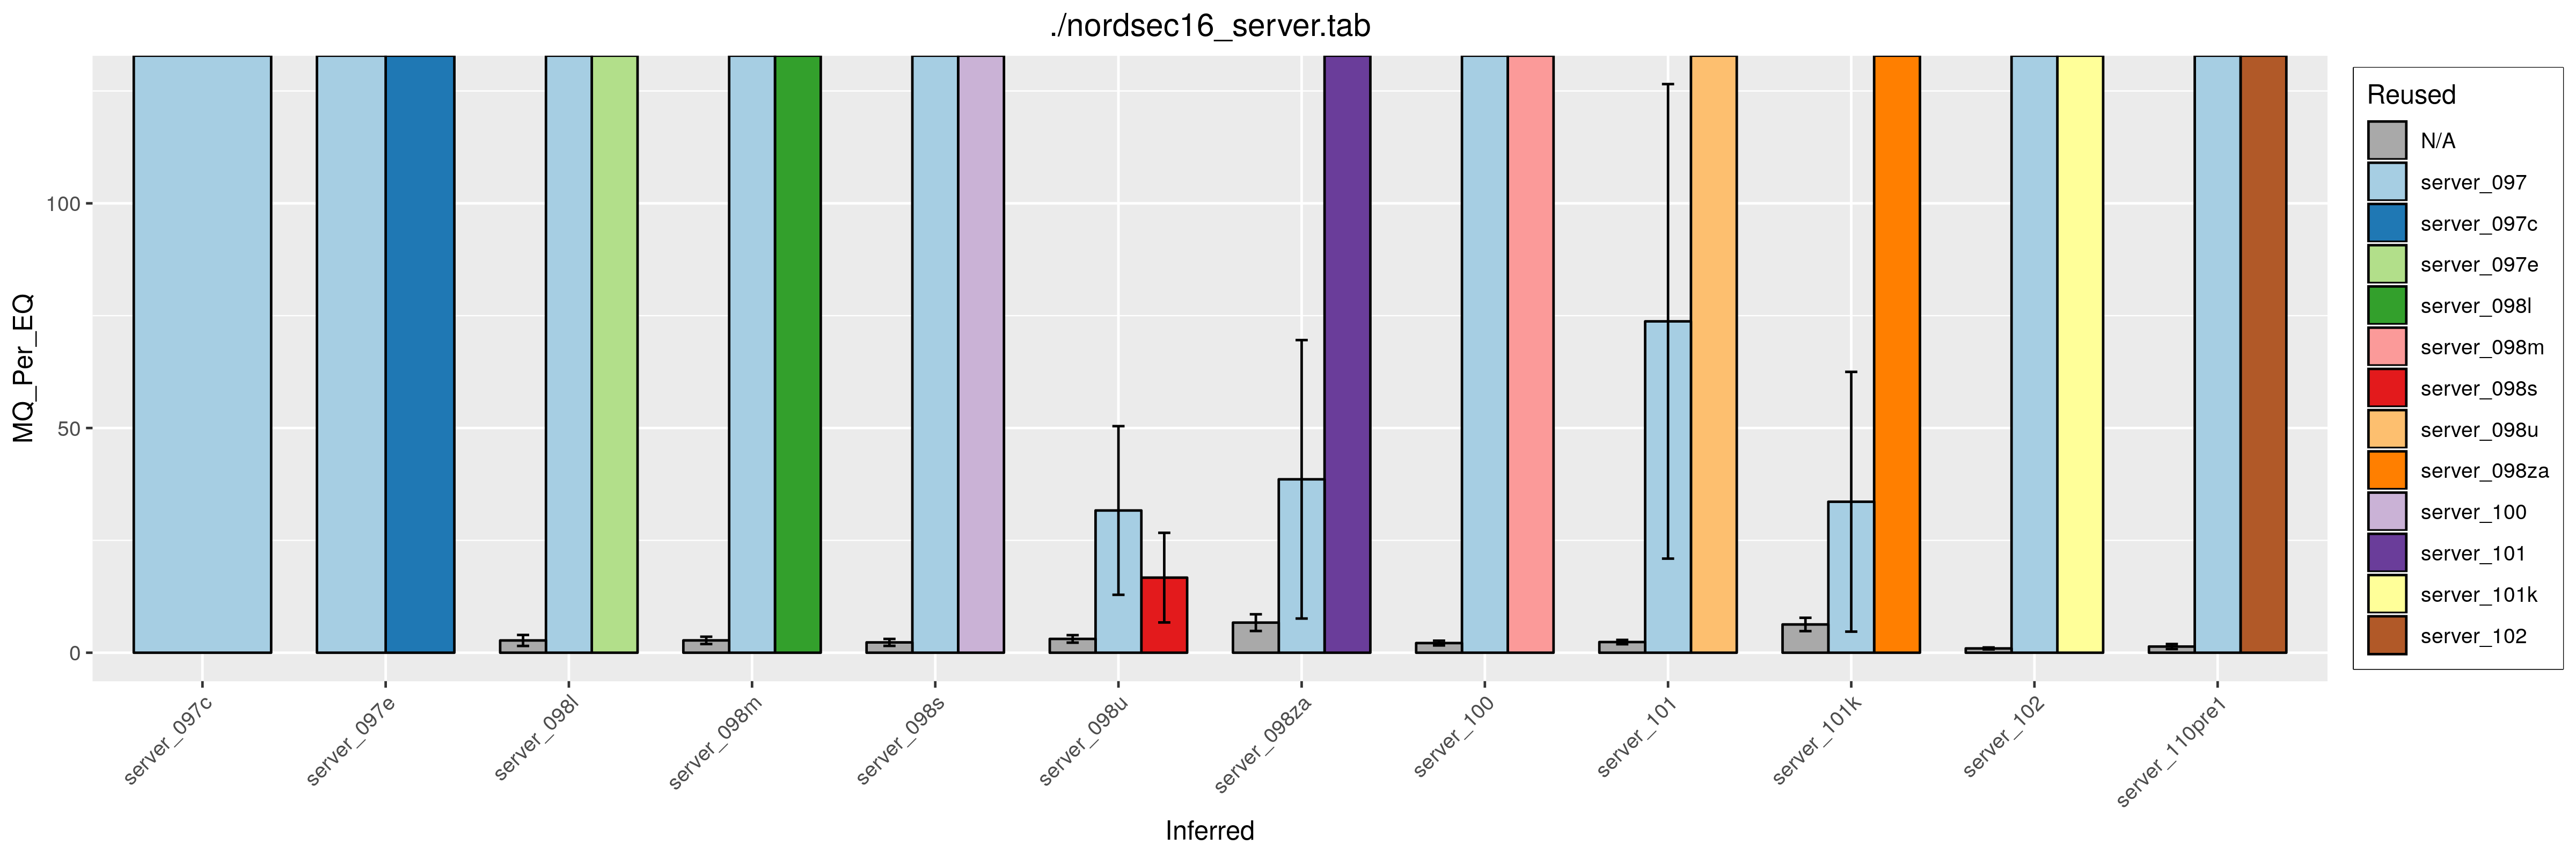 ./nordsec16_server.tab
MQ_Per_EQ
100
50
0
server_097c
server_097e
server_098l
server_098m
server_098s
server_098u
server_098za
server_100
server_101
server_101k
server_102
server_110pre1
Inferred
Reused
N/A
server_097
server_097c
server_097e
server_098l
server_098m
server_098s
server_098u
server_098za
server_100
server_101
server_101k
server_102